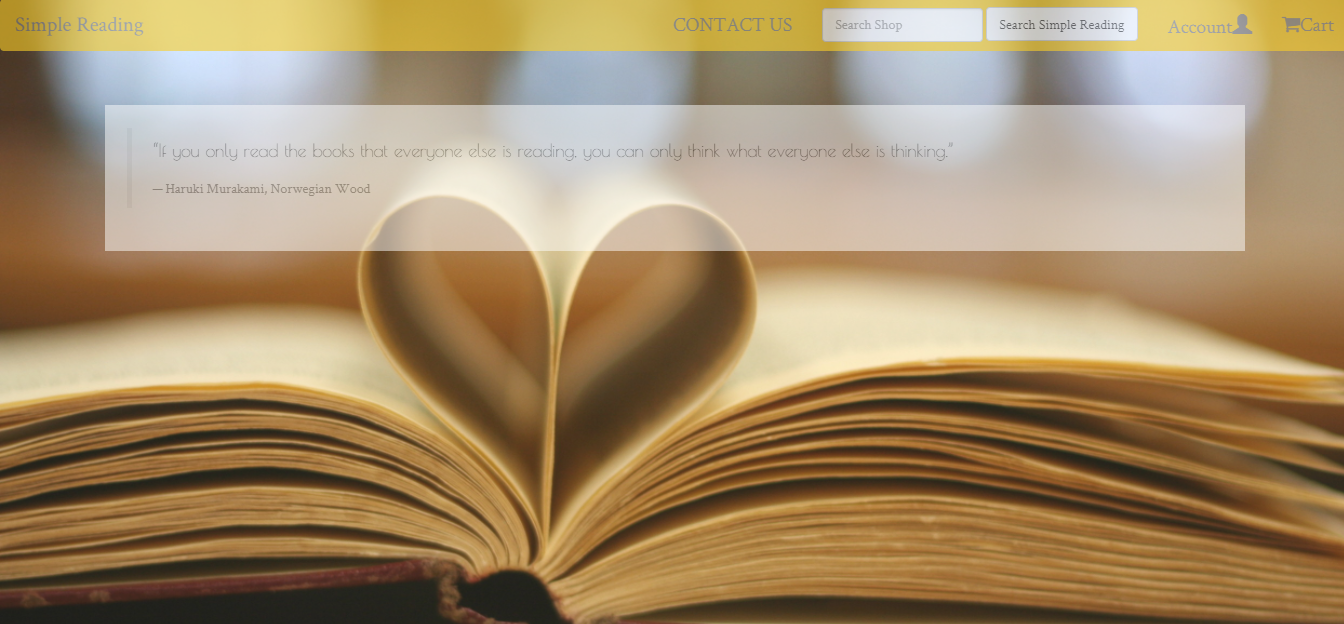 Simple Reading
CONTACT US
Search Shop
Search Simple Reading
Account
Cart
"If you only read the books that everyone else is reading, you can only think what everyone else is thinking."
— Haruki Murakami, Norwegian Wood